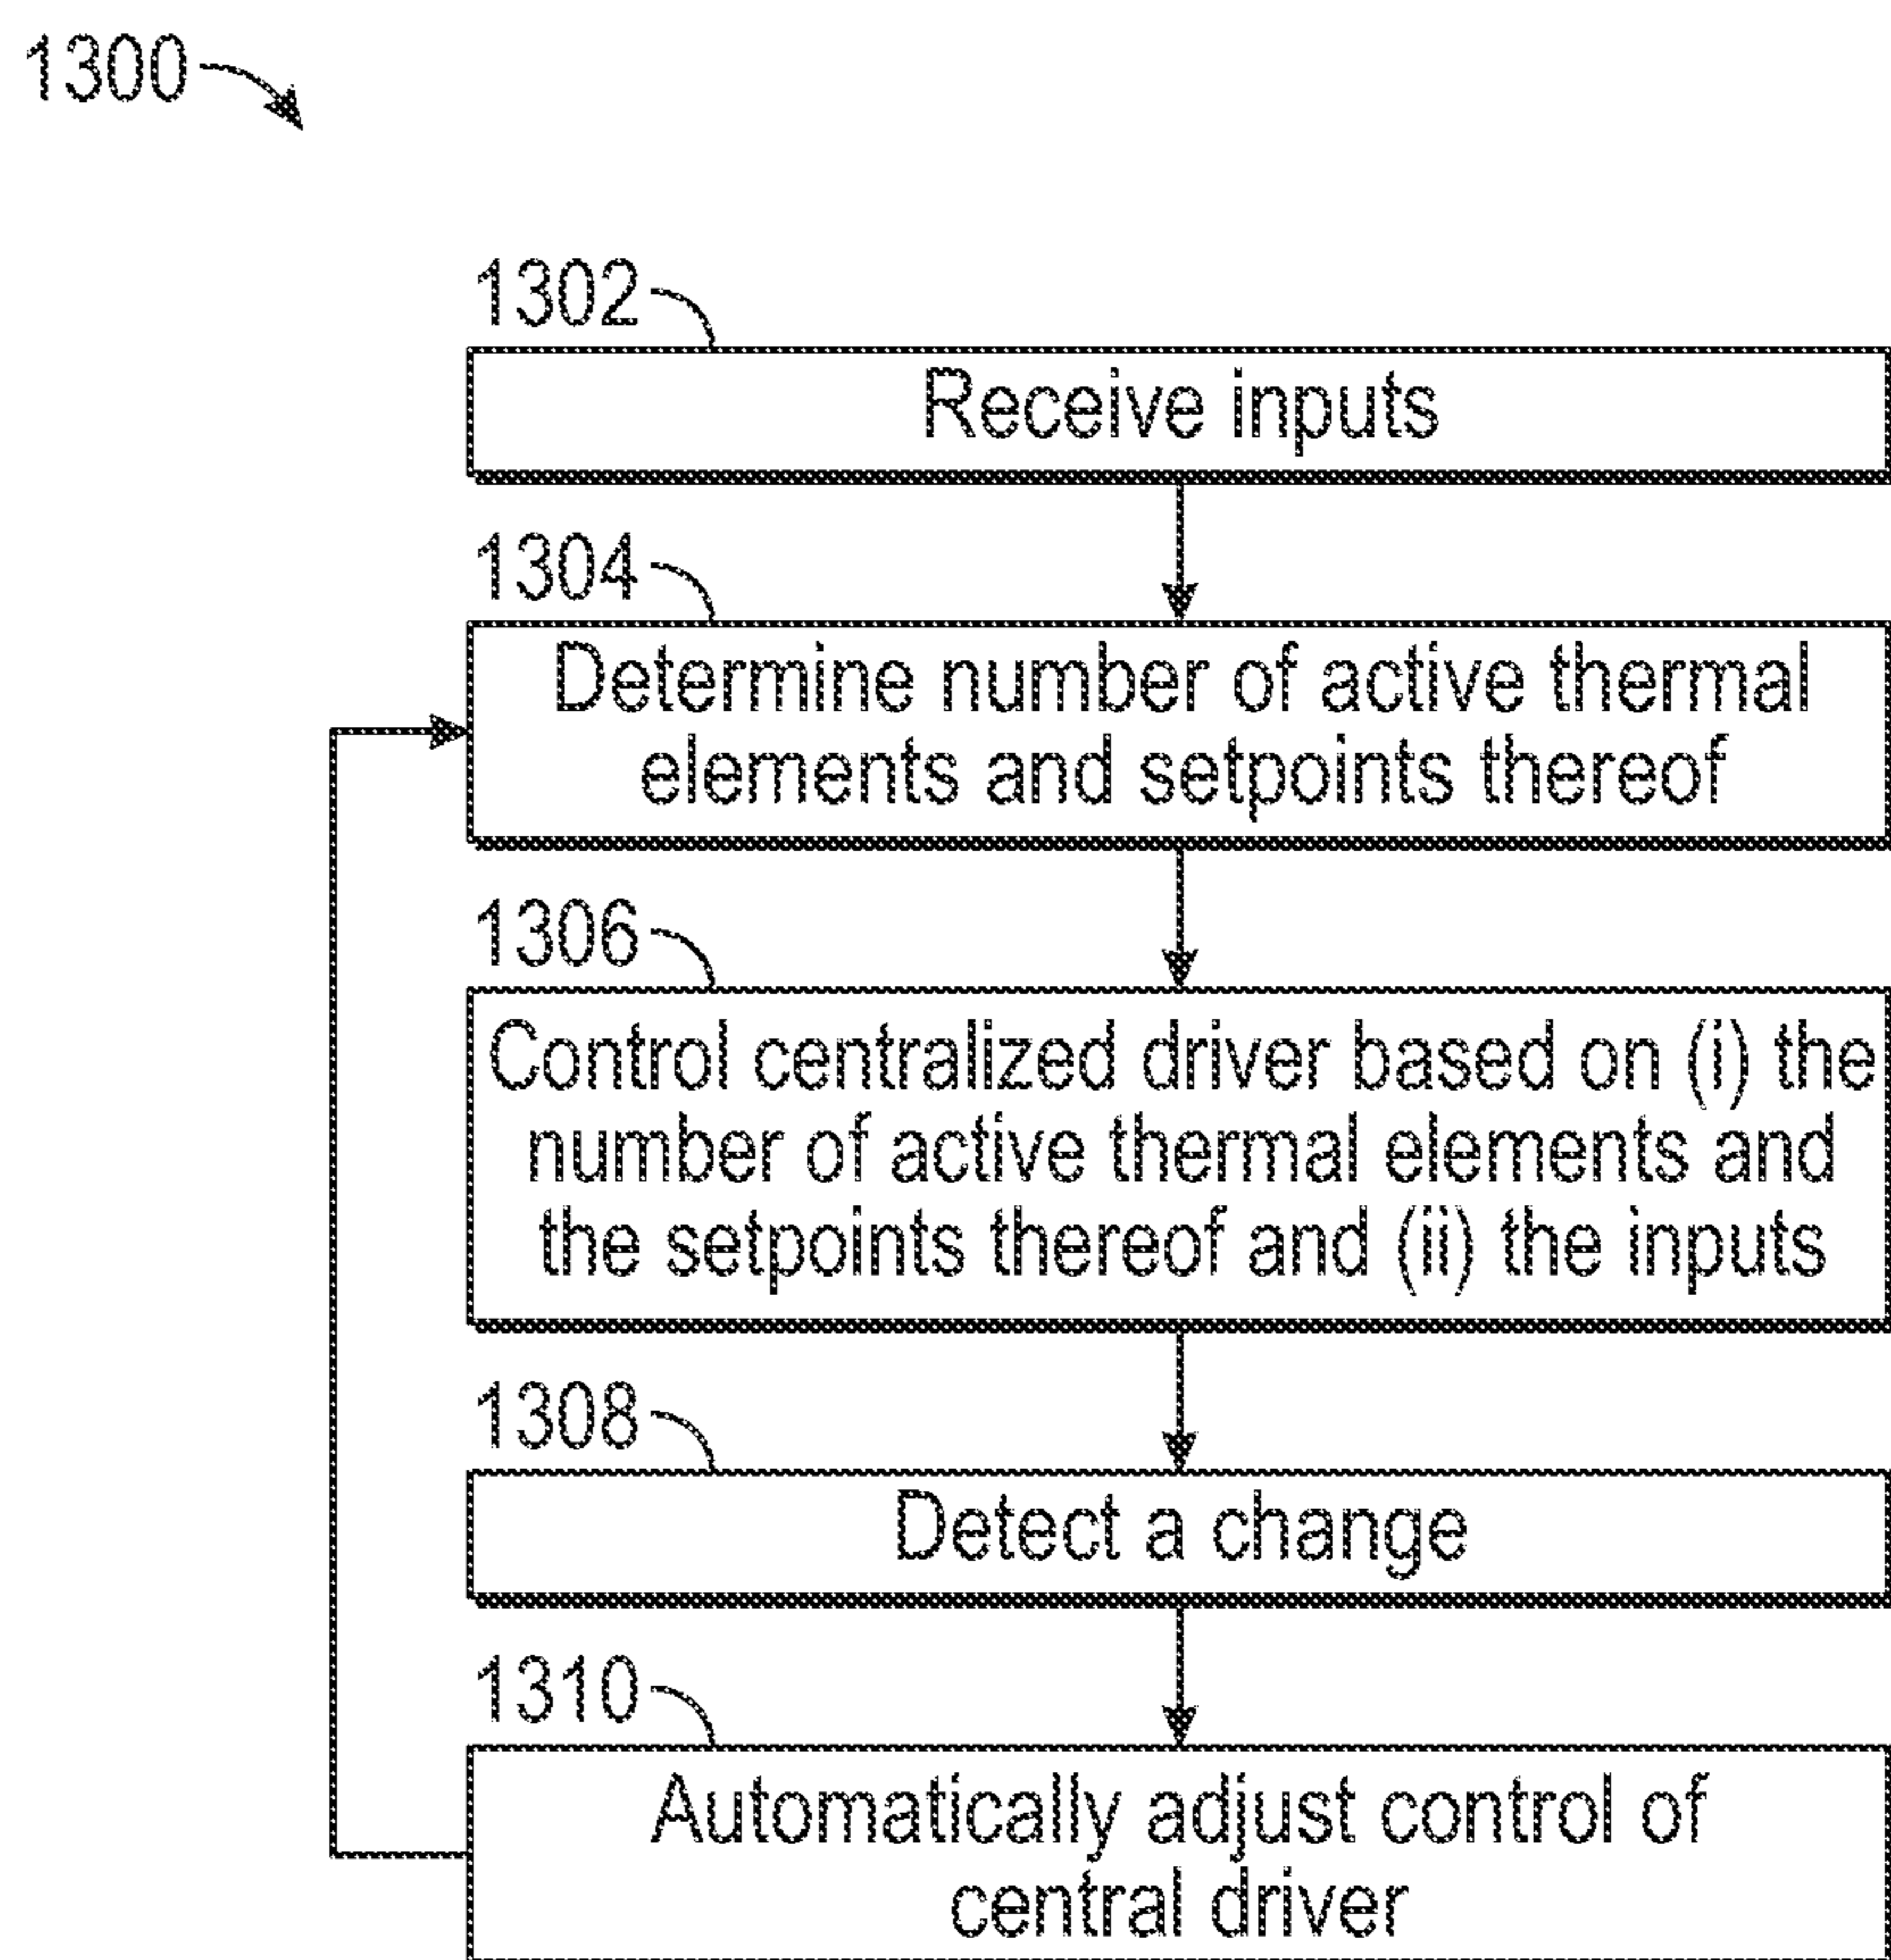 1300
1302
Receive inputs
1304
Determine number of active thermal
elements and setpoints thereof
1306
Control centralized driver based on (i) the
number of active thermal elements and
the setpoints thereof and (ii) the inputs
1308
Detect a change
1310
Automatically adjust control of
central driver